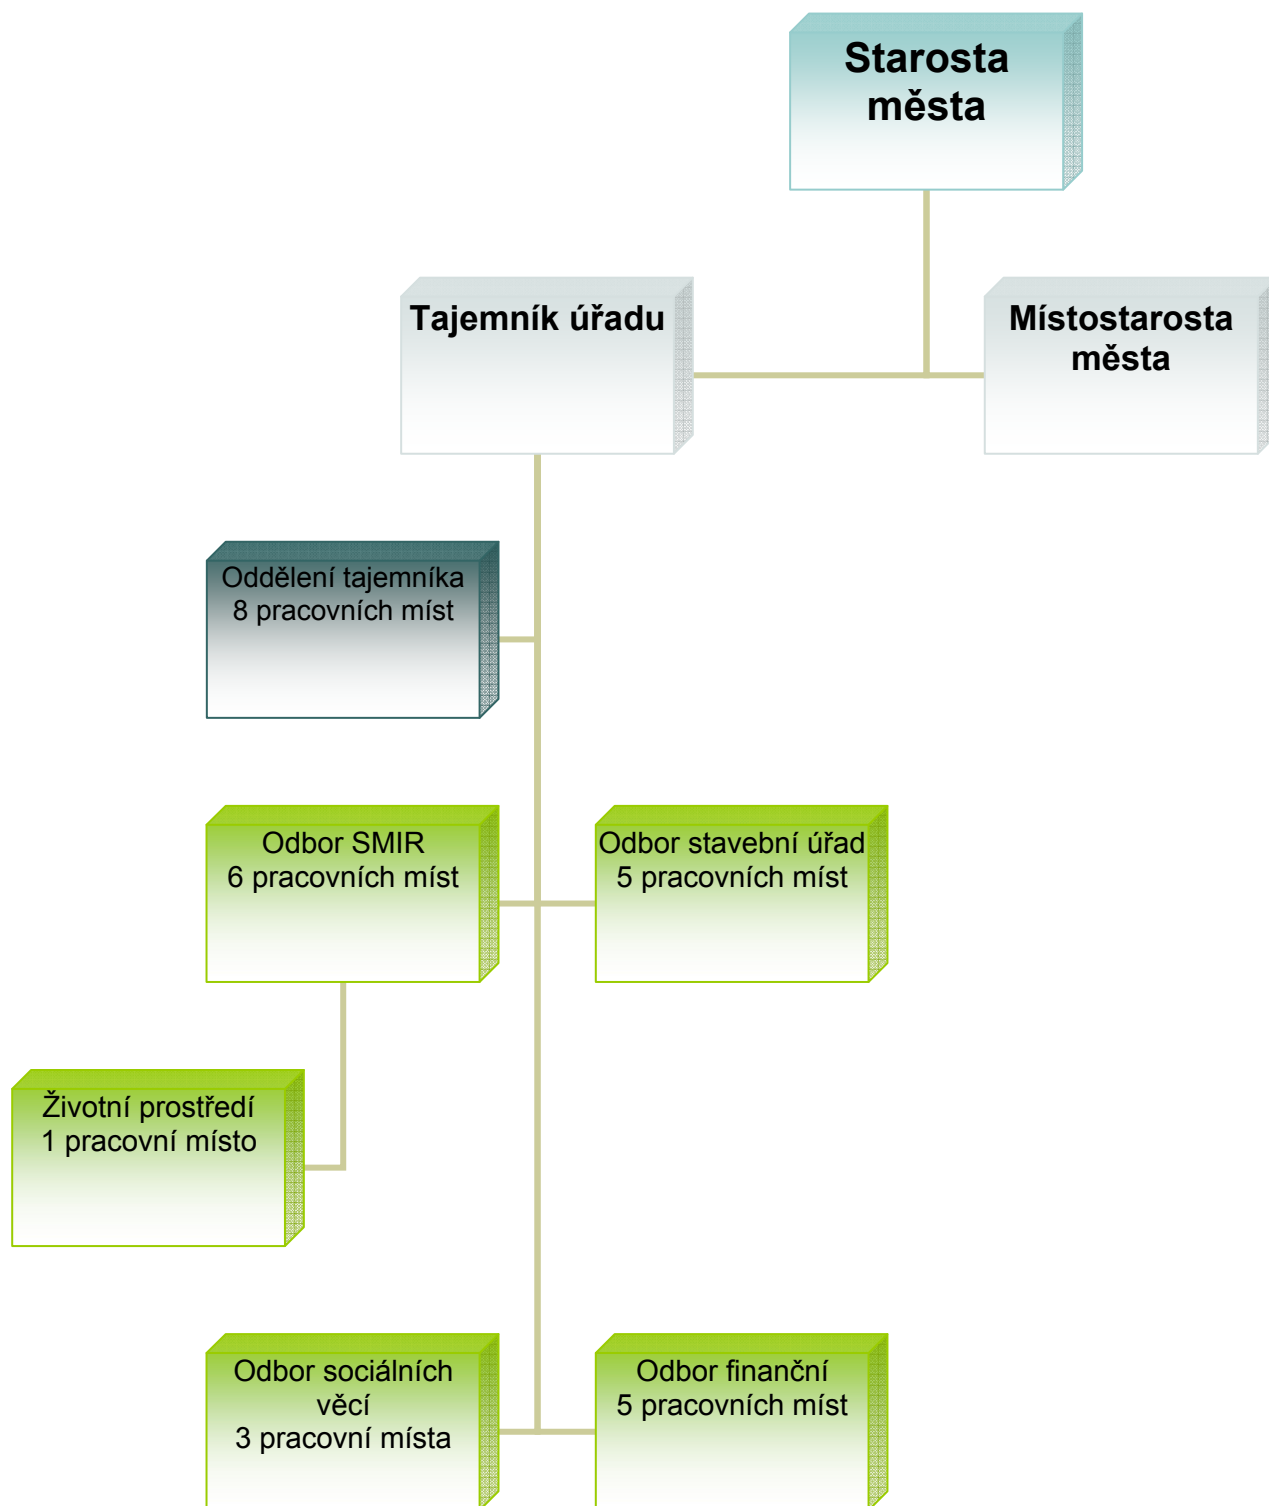 Starosta
města
Tajemník úřadu
Místostarosta
města
Oddělení tajemníka
8 pracovních míst
Odbor SMIR
6 pracovních míst
Odbor stavební úřad
5 pracovních míst
Životní prostředí
1 pracovní místo
Odbor sociálních
věcí
3 pracovní místa
Odbor finanční
5 pracovních míst